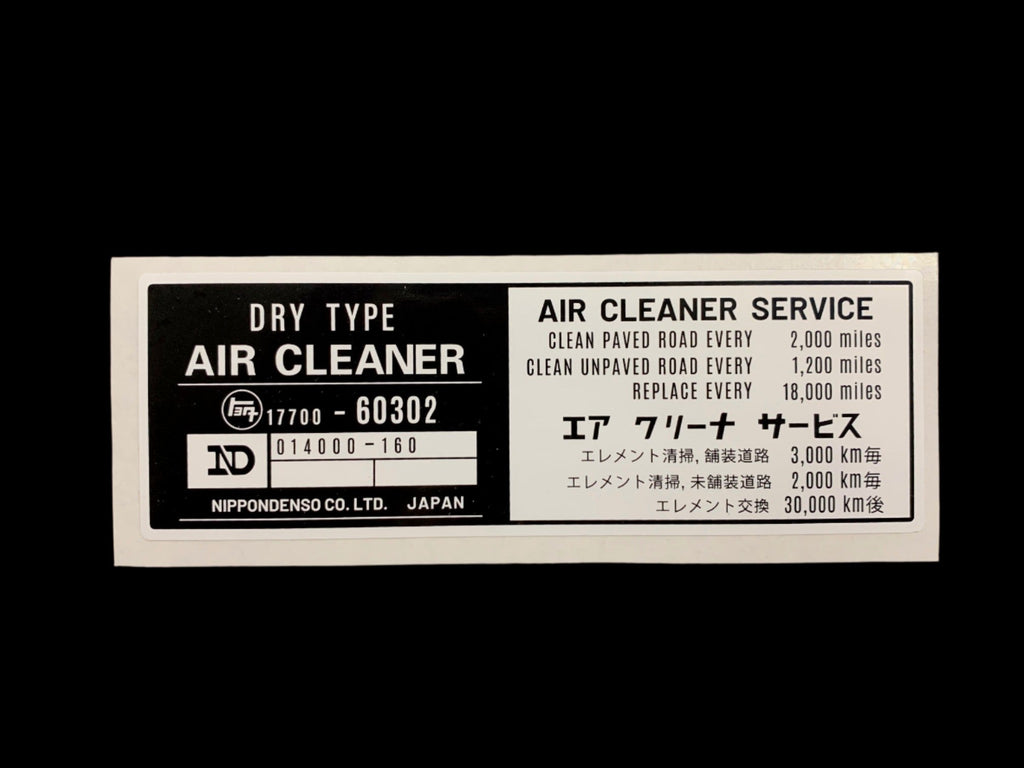 DRY TYPE
AIR CLEANER
トヨタ 17700 - 60302
ND 014000-160
NIPPONDENSO CO. LTD. JAPAN
AIR CLEANER SERVICE
CLEAN PAVED ROAD EVERY 2,000 miles
CLEAN UNPAVED ROAD EVERY 1,200 miles
REPLACE EVERY 18,000 miles
エア クリーナ サービス
エレメント清掃, 舗装道路 3,000 km毎
エレメント清掃, 未舗装道路 2,000 km毎
エレメント交換 30,000 km後